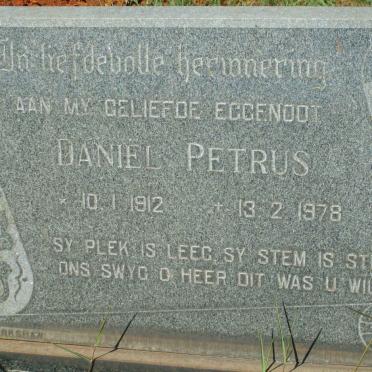 In liefdevolle herinnering
AAN MY GELIEFDE EGGENOOT
DANIEL PETRUS
* 10.1.1912 + 13.2.1978
SY PLEK IS LEEG, SY STEM IS
ONS SWYG O HEER DIT WAS U